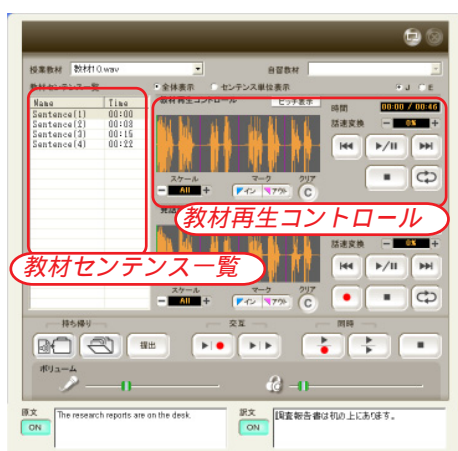 授業教材 教材10.wav 自習教材
教材センテンス一覧 全体表示 センテンス単位表示 J E
Name Time
Sentence(1) 00:00
Sentence(2) 00:08
Sentence(3) 00:15
Sentence(4) 00:22
教材再生コントロール ピッチ表示 時間 00:00 / 00:46
話速変換 － 0% ＋
スケール マーク クリア
－ All ＋ イン アウト C
教材再生コントロール
教材センテンス一覧
話速変換 － 0% ＋
スケール マーク クリア
－ All ＋ イン アウト C
持ち帰り 交互 同時
提出
ボリューム
原文 The research reports are on the desk.
ON
訳文 調査報告書は机の上にあります。
ON